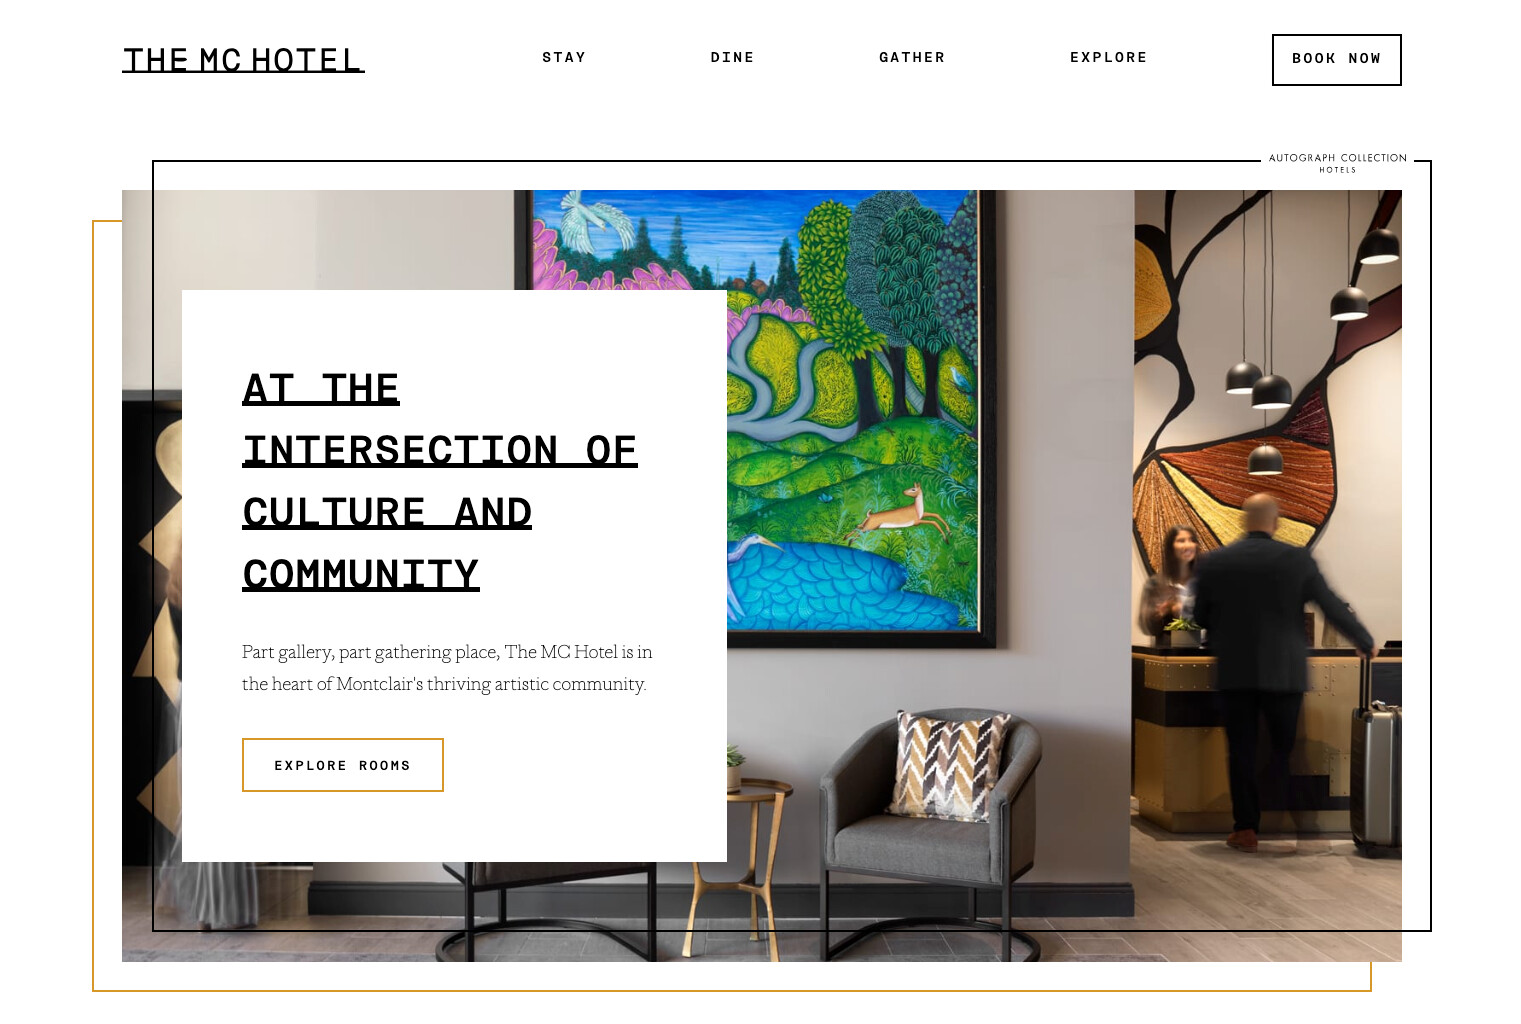 THE MC HOTEL
STAY
DINE
GATHER
EXPLORE
BOOK NOW
AUTOGRAPH COLLECTION
HOTELS
AT THE
INTERSECTION OF
CULTURE AND
COMMUNITY
Part gallery, part gathering place, The MC Hotel is in
the heart of Montclair's thriving artistic community.
EXPLORE ROOMS